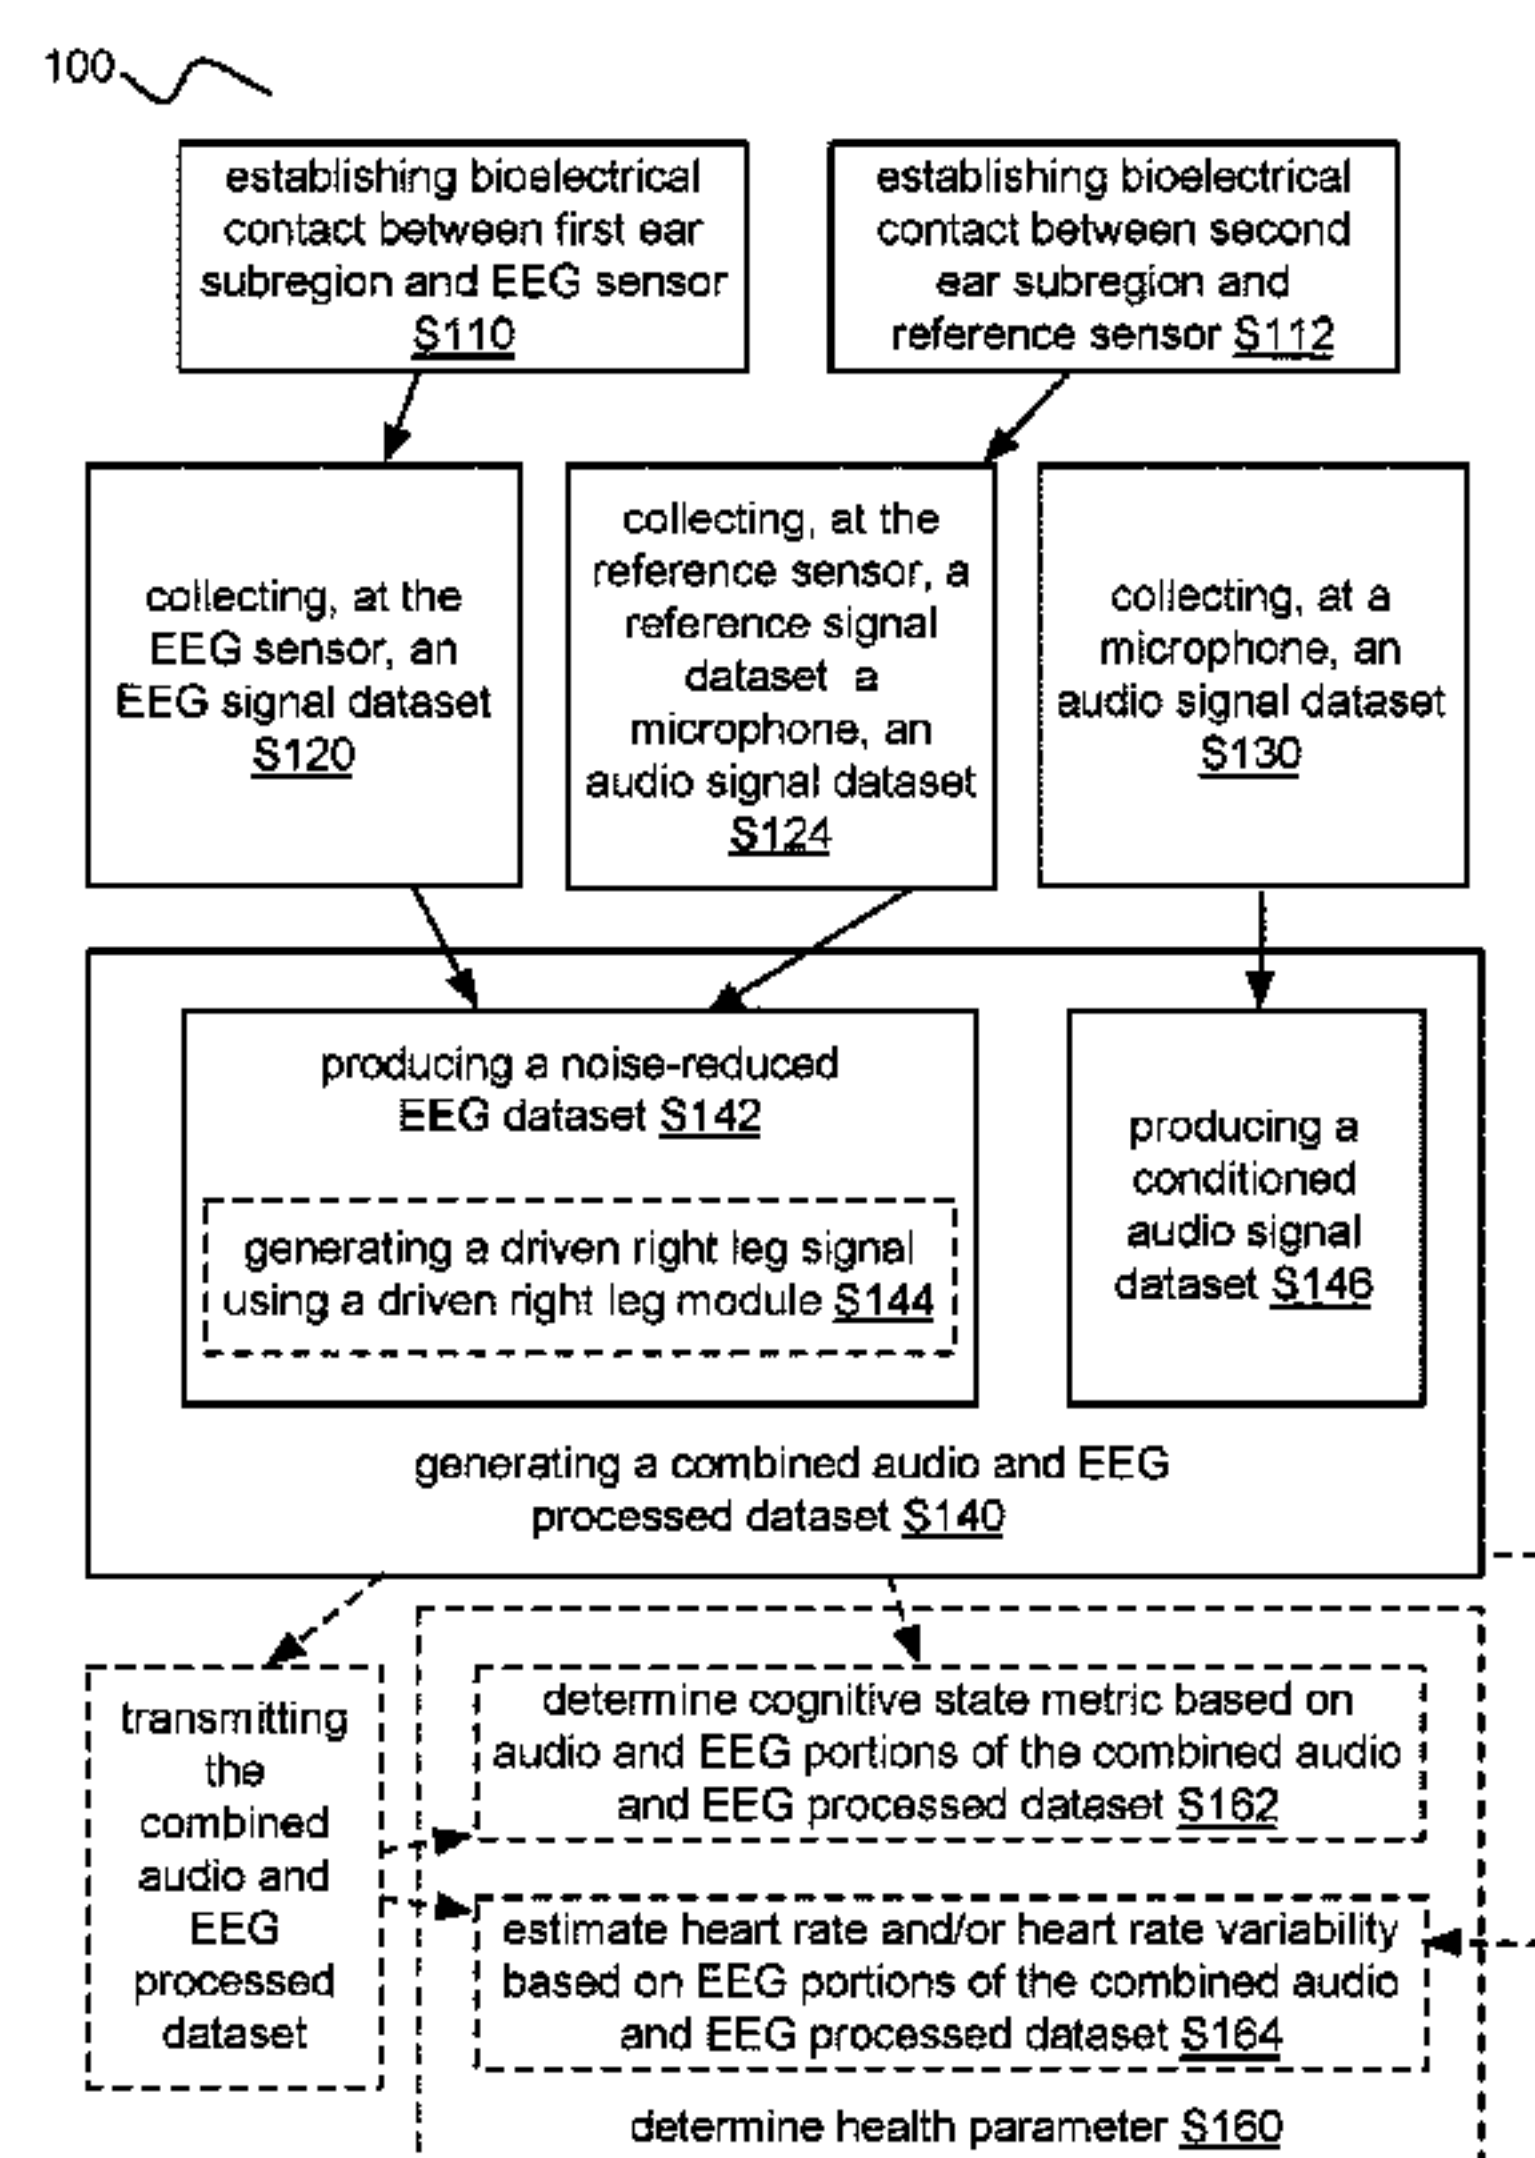 100
establishing bioelectrical
contact between first ear
subregion and EEG sensor
S110
establishing bioelectrical
contact between second
ear subregion and
reference sensor S112
collecting, at the
EEG sensor, an
EEG signal dataset
S120
collecting, at the
reference sensor, a
reference signal
dataset a
microphone, an
audio signal dataset
S124
collecting, at a
microphone, an
audio signal dataset
S130
producing a noise-reduced
EEG dataset S142
generating a driven right leg signal
using a driven right leg module S144
producing a
conditioned
audio signal
dataset S146
generating a combined audio and EEG
processed dataset S140
transmitting
the
combined
audio and
EEG
processed
dataset
determine cognitive state metric based on
audio and EEG portions of the combined audio
and EEG processed dataset S162
estimate heart rate and/or heart rate variability
based on EEG portions of the combined audio
and EEG processed dataset S164
determine health parameter S160